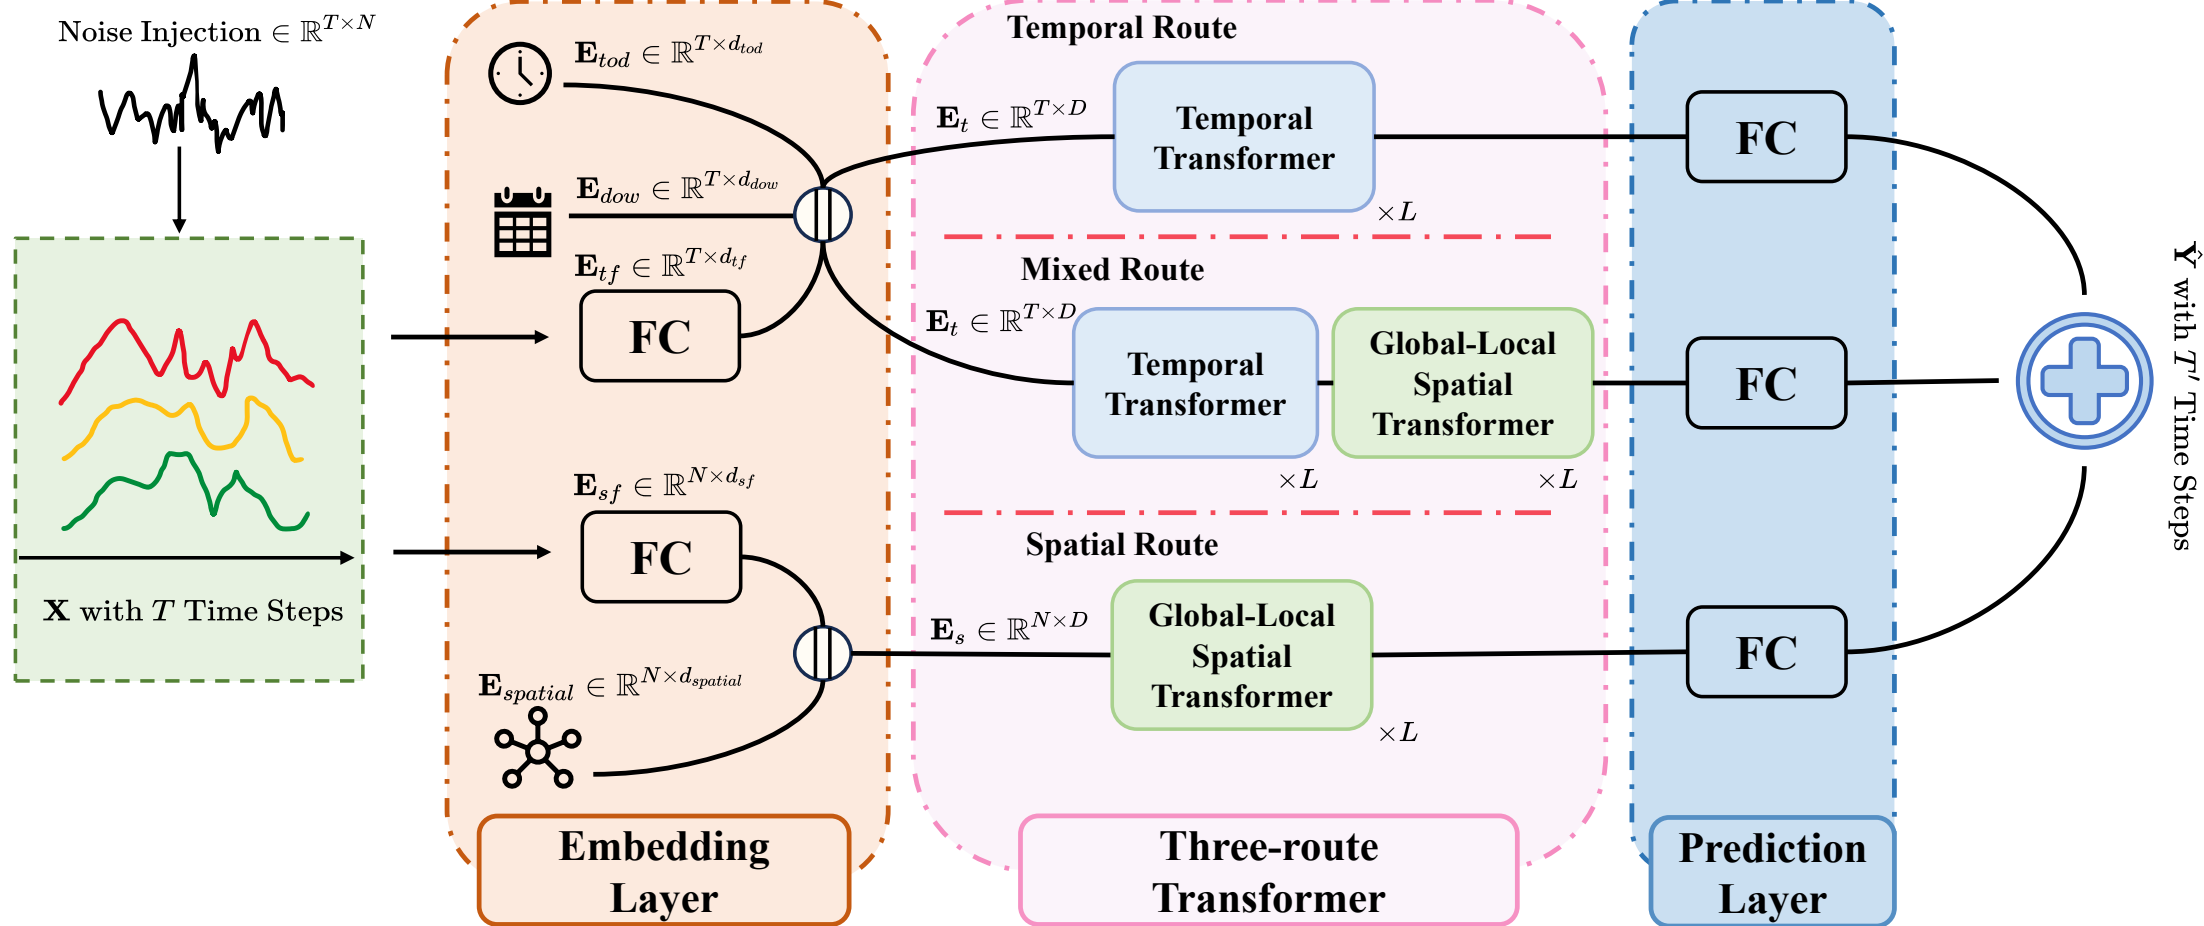 Noise Injection ∈ ℝ^{T×N}
X with T Time Steps
E_{tod} ∈ ℝ^{T×d_{tod}}
E_{dow} ∈ ℝ^{T×d_{dow}}
E_{tf} ∈ ℝ^{T×d_{tf}}
FC
E_{sf} ∈ ℝ^{N×d_{sf}}
FC
E_{spatial} ∈ ℝ^{N×d_{spatial}}
Embedding
Layer
Temporal Route
E_t ∈ ℝ^{T×D}
Temporal
Transformer
×L
Mixed Route
E_t ∈ ℝ^{T×D}
Temporal
Transformer
×L
Global-Local
Spatial
Transformer
×L
Spatial Route
E_s ∈ ℝ^{N×D}
Global-Local
Spatial
Transformer
×L
Three-route
Transformer
FC
FC
FC
Prediction
Layer
Ŷ with T′ Time Steps